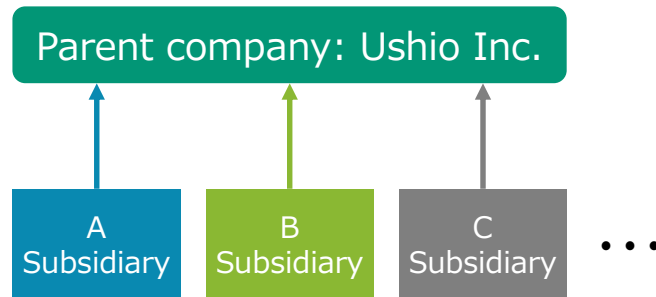 Parent company: Ushio Inc.
A
Subsidiary
B
Subsidiary
C
Subsidiary
・・・